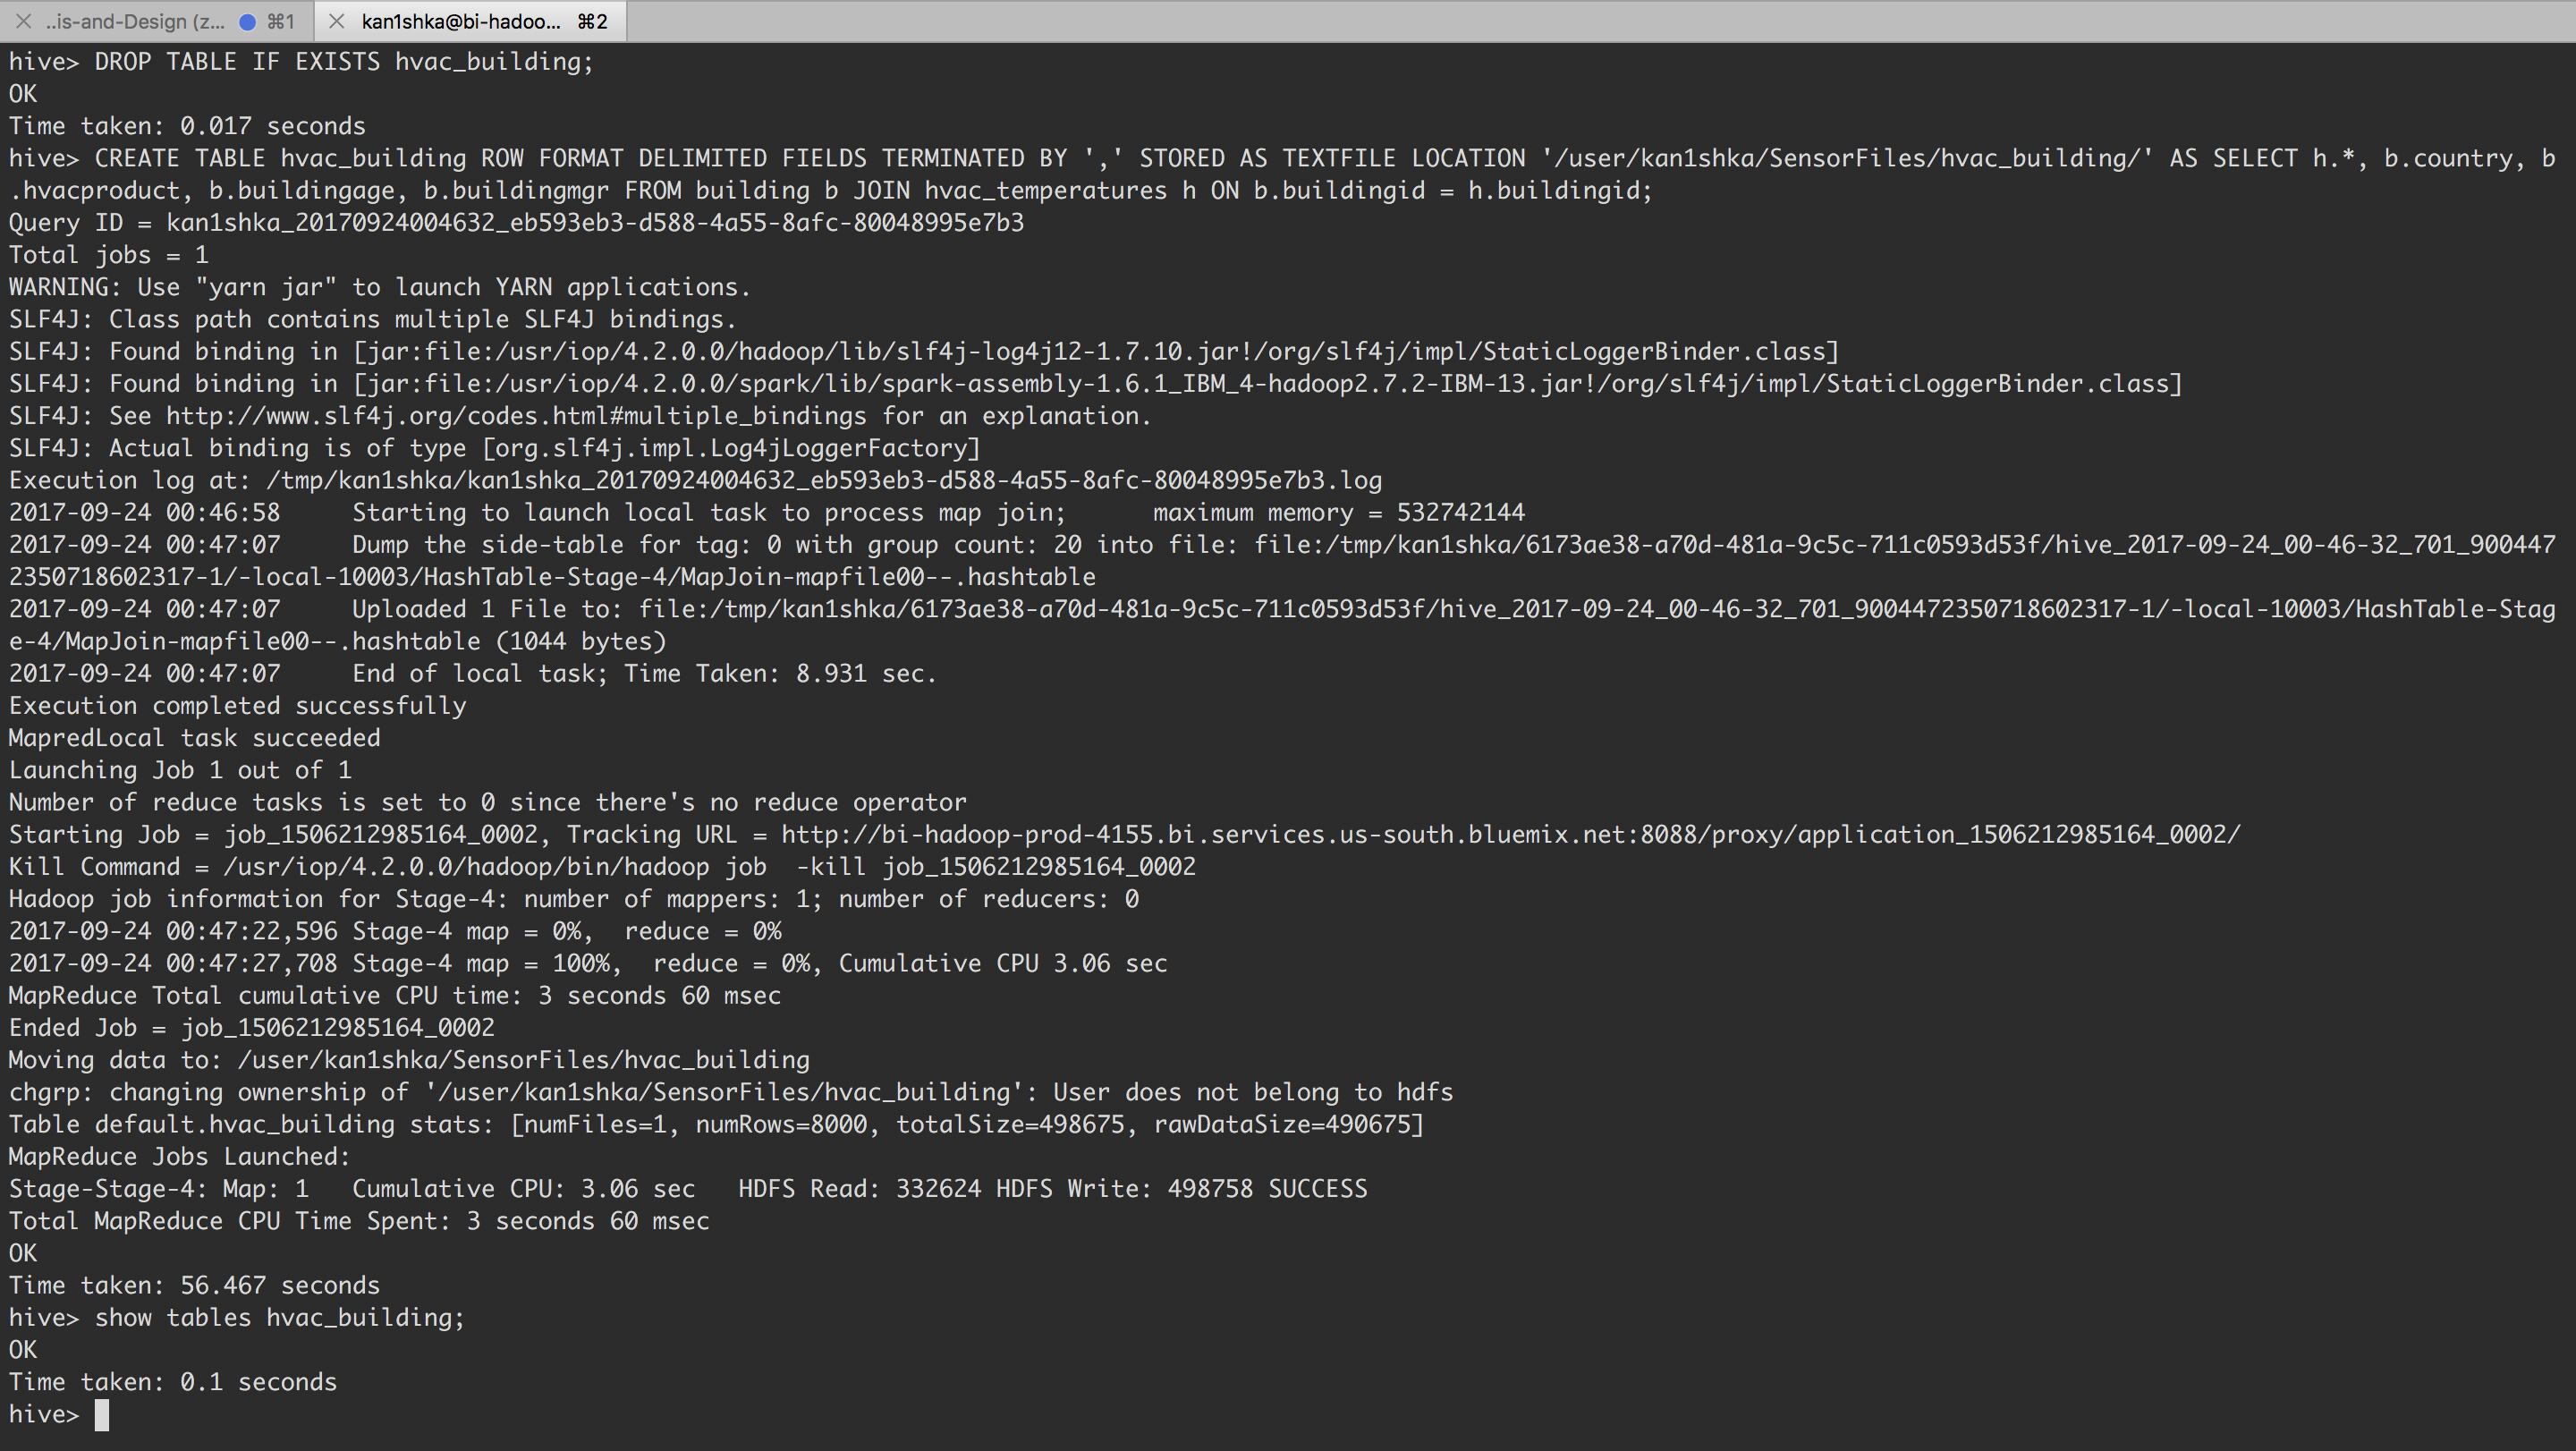 ..is-and-Design (z... ⌘1
kan1shka@bi-hadoo... ⌘2
hive> DROP TABLE IF EXISTS hvac_building;
OK
Time taken: 0.017 seconds
hive> CREATE TABLE hvac_building ROW FORMAT DELIMITED FIELDS TERMINATED BY ',' STORED AS TEXTFILE LOCATION '/user/kan1shka/SensorFiles/hvac_building/' AS SELECT h.*, b.country, b
.hvacproduct, b.buildingage, b.buildingmgr FROM building b JOIN hvac_temperatures h ON b.buildingid = h.buildingid;
Query ID = kan1shka_20170924004632_eb593eb3-d588-4a55-8afc-80048995e7b3
Total jobs = 1
WARNING: Use "yarn jar" to launch YARN applications.
SLF4J: Class path contains multiple SLF4J bindings.
SLF4J: Found binding in [jar:file:/usr/iop/4.2.0.0/hadoop/lib/slf4j-log4j12-1.7.10.jar!/org/slf4j/impl/StaticLoggerBinder.class]
SLF4J: Found binding in [jar:file:/usr/iop/4.2.0.0/spark/lib/spark-assembly-1.6.1_IBM_4-hadoop2.7.2-IBM-13.jar!/org/slf4j/impl/StaticLoggerBinder.class]
SLF4J: See http://www.slf4j.org/codes.html#multiple_bindings for an explanation.
SLF4J: Actual binding is of type [org.slf4j.impl.Log4jLoggerFactory]
Execution log at: /tmp/kan1shka/kan1shka_20170924004632_eb593eb3-d588-4a55-8afc-80048995e7b3.log
2017-09-24 00:46:58     Starting to launch local task to process map join;      maximum memory = 532742144
2017-09-24 00:47:07     Dump the side-table for tag: 0 with group count: 20 into file: file:/tmp/kan1shka/6173ae38-a70d-481a-9c5c-711c0593d53f/hive_2017-09-24_00-46-32_701_900447
2350718602317-1/-local-10003/HashTable-Stage-4/MapJoin-mapfile00--.hashtable
2017-09-24 00:47:07     Uploaded 1 File to: file:/tmp/kan1shka/6173ae38-a70d-481a-9c5c-711c0593d53f/hive_2017-09-24_00-46-32_701_9004472350718602317-1/-local-10003/HashTable-Stag
e-4/MapJoin-mapfile00--.hashtable (1044 bytes)
2017-09-24 00:47:07     End of local task; Time Taken: 8.931 sec.
Execution completed successfully
MapredLocal task succeeded
Launching Job 1 out of 1
Number of reduce tasks is set to 0 since there's no reduce operator
Starting Job = job_1506212985164_0002, Tracking URL = http://bi-hadoop-prod-4155.bi.services.us-south.bluemix.net:8088/proxy/application_1506212985164_0002/
Kill Command = /usr/iop/4.2.0.0/hadoop/bin/hadoop job  -kill job_1506212985164_0002
Hadoop job information for Stage-4: number of mappers: 1; number of reducers: 0
2017-09-24 00:47:22,596 Stage-4 map = 0%,  reduce = 0%
2017-09-24 00:47:27,708 Stage-4 map = 100%,  reduce = 0%, Cumulative CPU 3.06 sec
MapReduce Total cumulative CPU time: 3 seconds 60 msec
Ended Job = job_1506212985164_0002
Moving data to: /user/kan1shka/SensorFiles/hvac_building
chgrp: changing ownership of '/user/kan1shka/SensorFiles/hvac_building': User does not belong to hdfs
Table default.hvac_building stats: [numFiles=1, numRows=8000, totalSize=498675, rawDataSize=490675]
MapReduce Jobs Launched:
Stage-Stage-4: Map: 1   Cumulative CPU: 3.06 sec   HDFS Read: 332624 HDFS Write: 498758 SUCCESS
Total MapReduce CPU Time Spent: 3 seconds 60 msec
OK
Time taken: 56.467 seconds
hive> show tables hvac_building;
OK
Time taken: 0.1 seconds
hive>